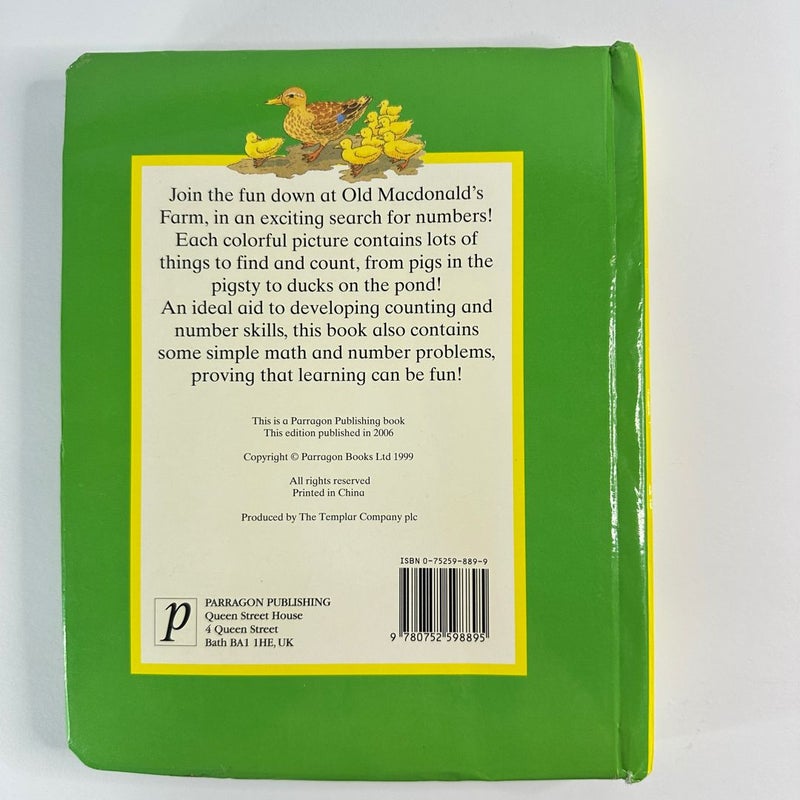 Join the fun down at Old Macdonald's
Farm, in an exciting search for numbers!
Each colorful picture contains lots of
things to find and count, from pigs in the
pigsty to ducks on the pond!
An ideal aid to developing counting and
number skills, this book also contains
some simple math and number problems,
proving that learning can be fun!
This is a Parragon Publishing book
This edition published in 2006
Copyright © Parragon Books Ltd 1999
All rights reserved
Printed in China
Produced by The Templar Company plc
ISBN 0-75259-889-9
9 780752 598895
p
PARRAGON PUBLISHING
Queen Street House
4 Queen Street
Bath BA1 1HE, UK